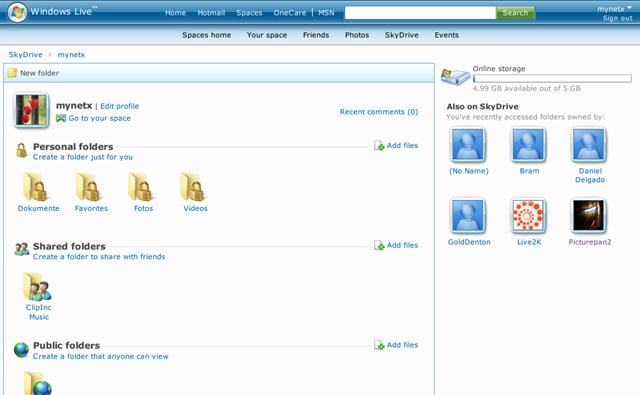 Windows Live™
Home Hotmail Spaces OneCare | MSN
Search
mynetx
Sign out
Spaces home Your space Friends Photos SkyDrive Events
SkyDrive › mynetx
New folder
mynetx | Edit profile
Go to your space
Recent comments (0)
Personal folders
Add files
Create a folder just for you
Dokumente Favorites Fotos Videos
Shared folders
Add files
Create a folder to share with friends
ClipInc
Music
Public folders
Add files
Create a folder that anyone can view
Online storage
4.99 GB available out of 5 GB
Also on SkyDrive
You've recently accessed folders owned by:
(No Name) Bram Daniel
Delgado
GoldDenton Live2K Picturepan2